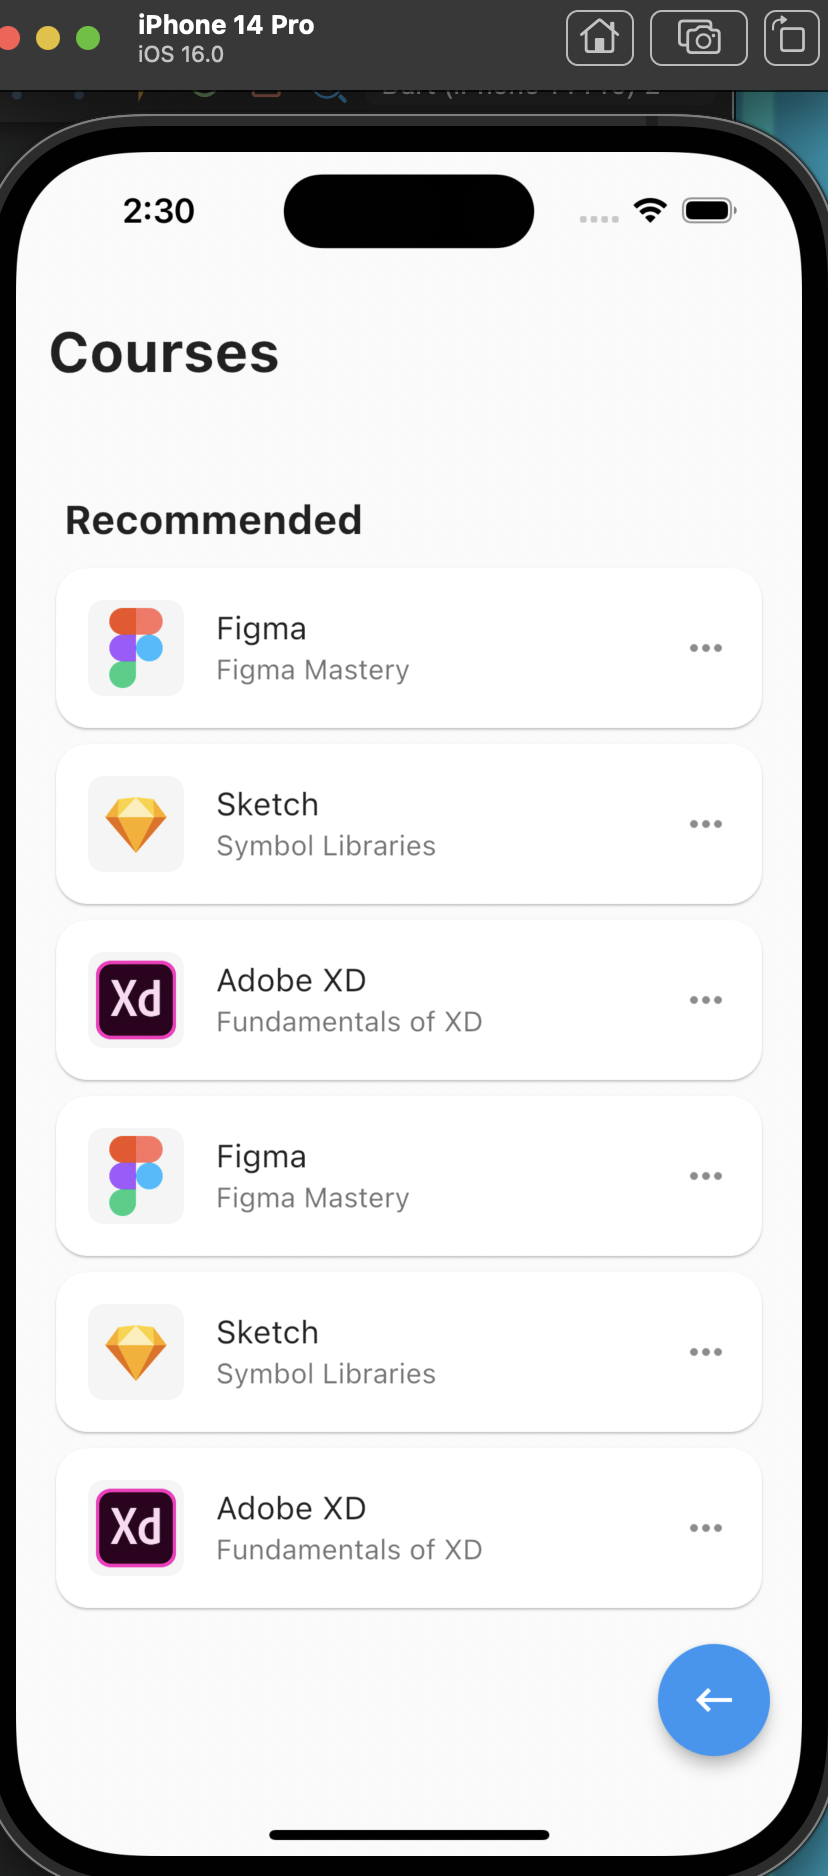 iPhone 14 Pro
iOS 16.0
2:30
Courses
Recommended
Figma
Figma Mastery
Sketch
Symbol Libraries
Xd
Adobe XD
Fundamentals of XD
Figma
Figma Mastery
Sketch
Symbol Libraries
Xd
Adobe XD
Fundamentals of XD